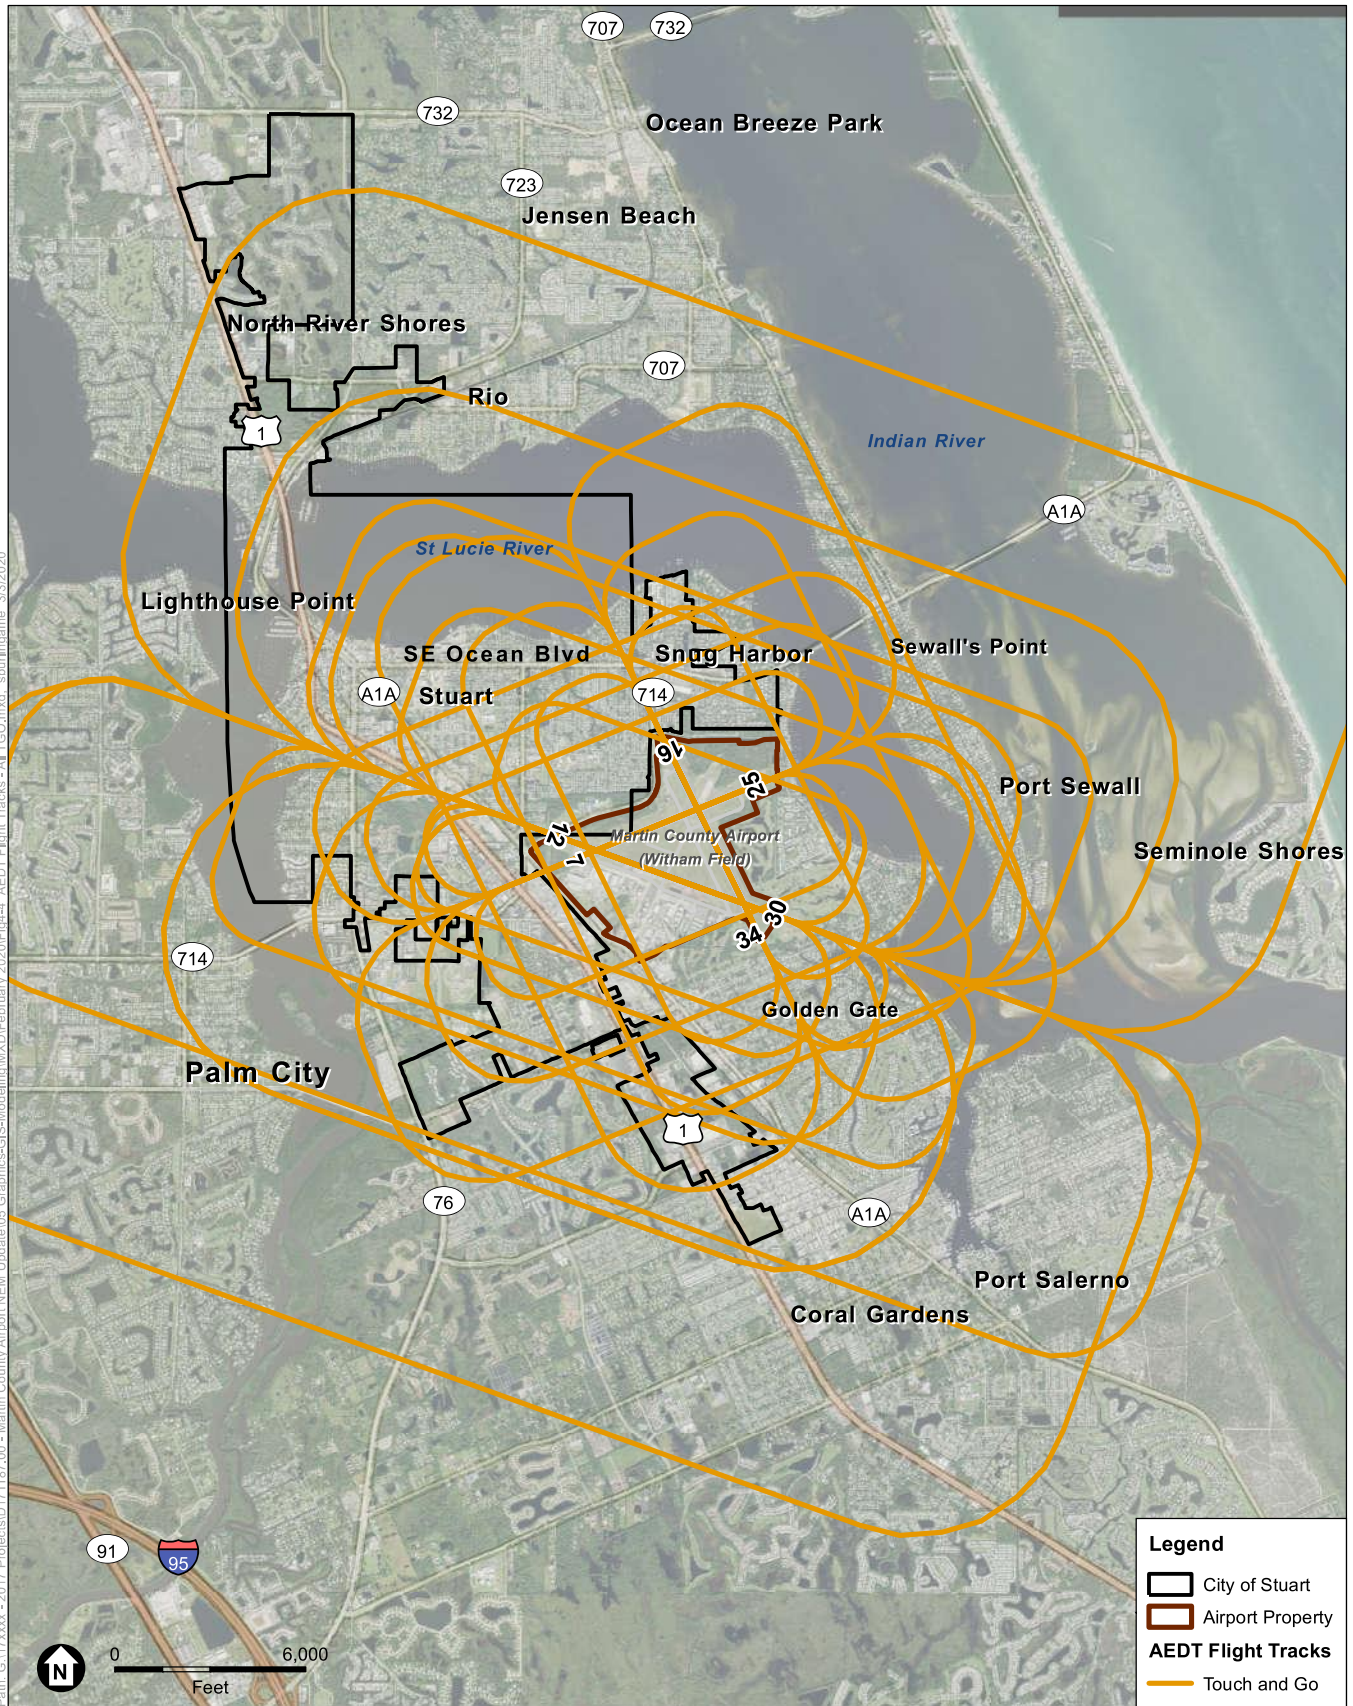 707
732
732
Ocean Breeze Park
723
Jensen Beach
North River Shores
707
Rio
1
Indian River
A1A
St Lucie River
Lighthouse Point
SE Ocean Blvd
Snug Harbor
Sewall's Point
A1A
Stuart
714
16
25
Port Sewall
12
7
Martin County Airport
(Witham Field)
Seminole Shores
30
34
714
Golden Gate
Palm City
1
76
A1A
Port Salerno
Coral Gardens
91
95
N
0
6,000
Feet
Legend
City of Stuart
Airport Property
AEDT Flight Tracks
Touch and Go